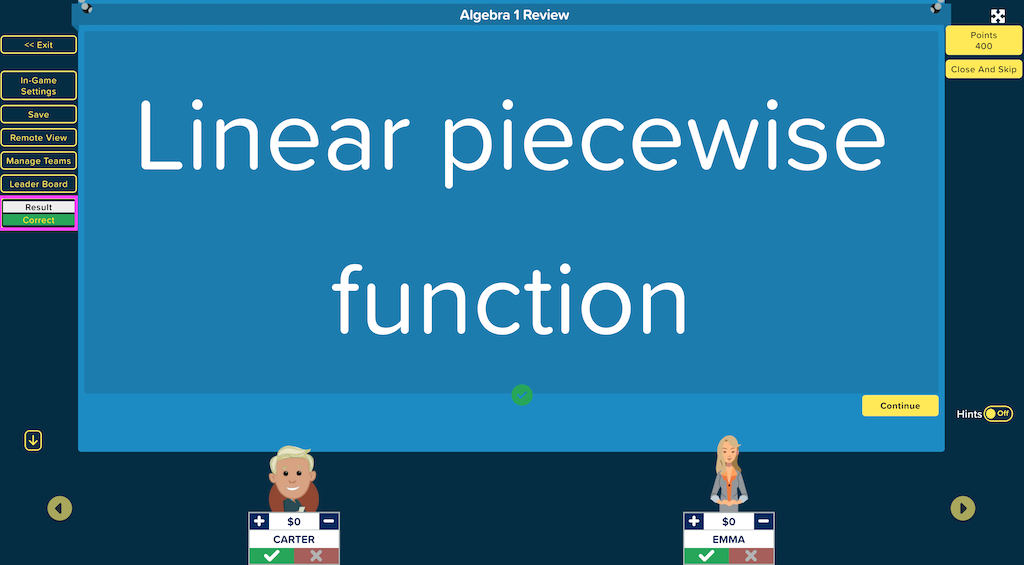 Algebra 1 Review
<< Exit
In-Game
Settings
Save
Remote View
Manage Teams
Leader Board
Result
Correct
Points
400
Close And Skip
Linear piecewise
function
Continue
Hints Off
+ $0 −
CARTER
+ $0 −
EMMA